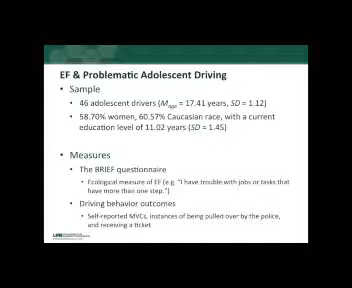 EF & Problematic Adolescent Driving
• Sample
• 46 adolescent drivers (Mage = 17.41 years, SD = 1.12)
• 58.70% women, 60.57% Caucasian race, with a current
education level of 11.02 years (SD = 1.45)
• Measures
• The BRIEF questionnaire
• Ecological measure of EF (e.g. "I have trouble with jobs or tasks that
have more than one step.")
• Driving behavior outcomes
• Self-reported MVCs, instances of being pulled over by the police,
and receiving a ticket